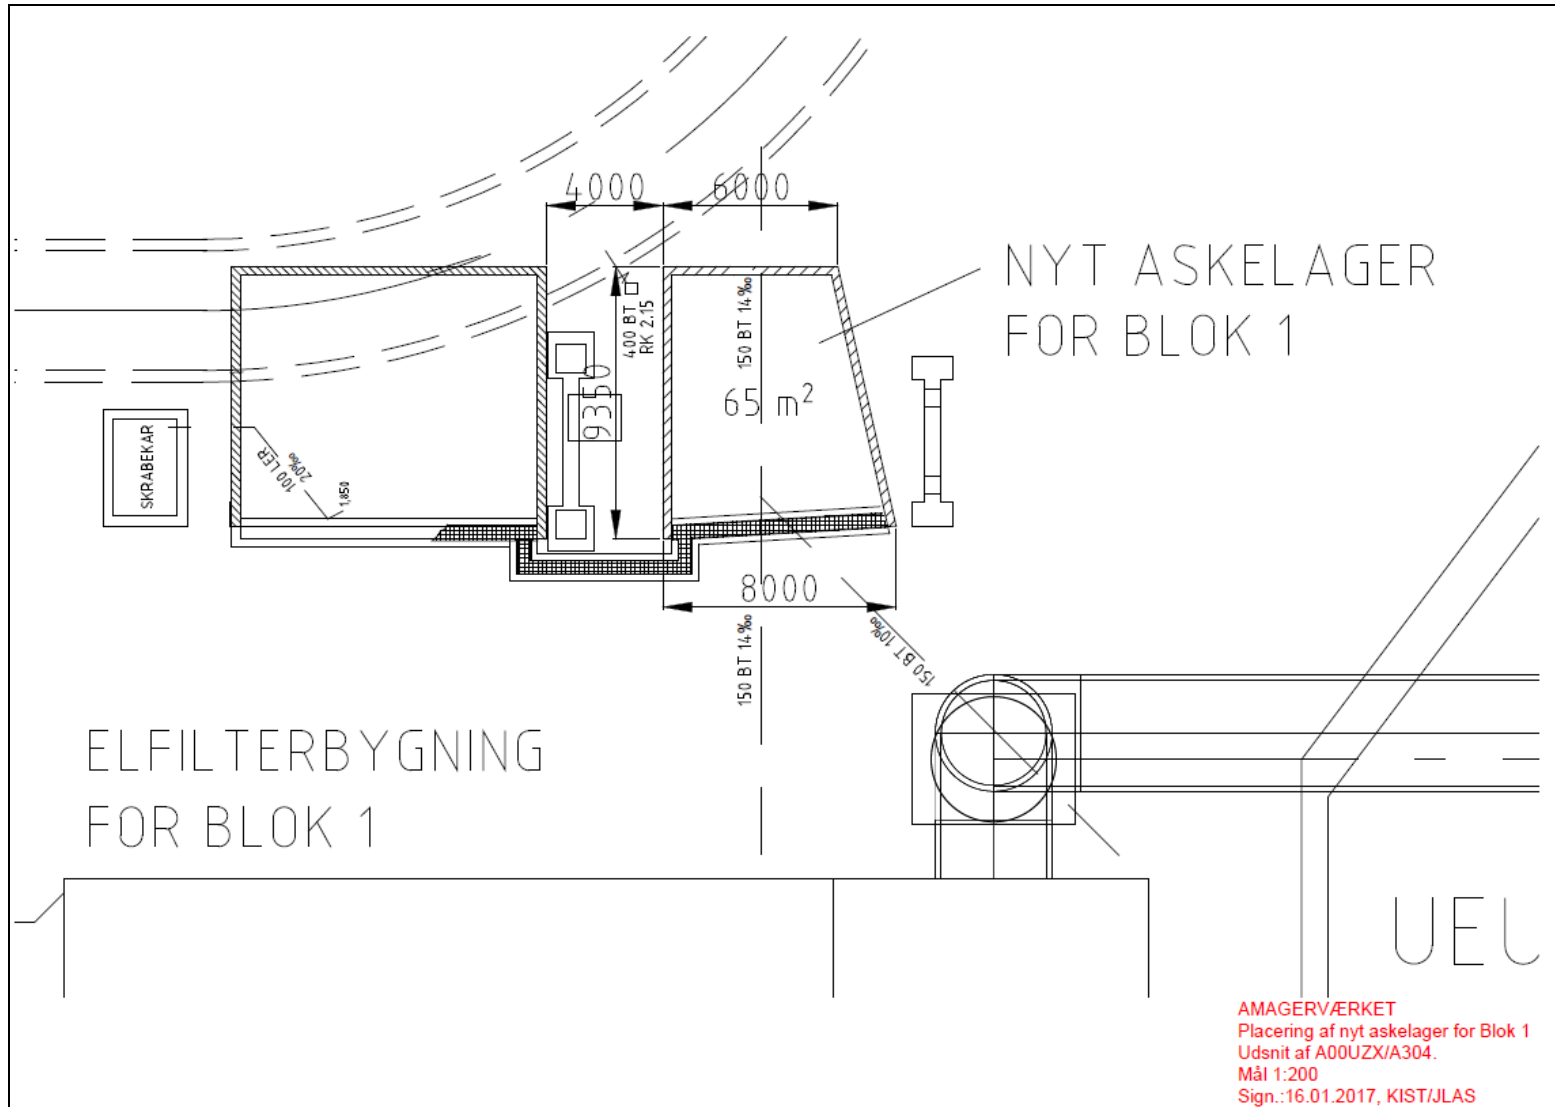 4000
6000
NYT ASKELAGER
FOR BLOK 1
400 BT
RK 2.15
150 BT 14‰
9350
65 m²
SKRABEKAR
100 LER
20‰
1,850
8000
150 BT 14‰
150 BT 10‰
ELFILTERBYGNING
FOR BLOK 1
AMAGERVÆRKET
Placering af nyt askelager for Blok 1
Udsnit af A00UZX/A304.
Mål 1:200
Sign.:16.01.2017, KIST/JLAS